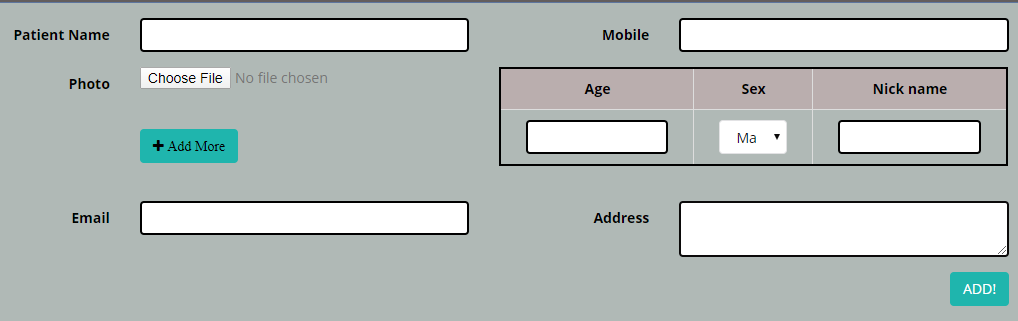 Patient Name
Mobile
Photo
Choose File No file chosen
Age Sex Nick name
Ma
+ Add More
Email
Address
ADD!